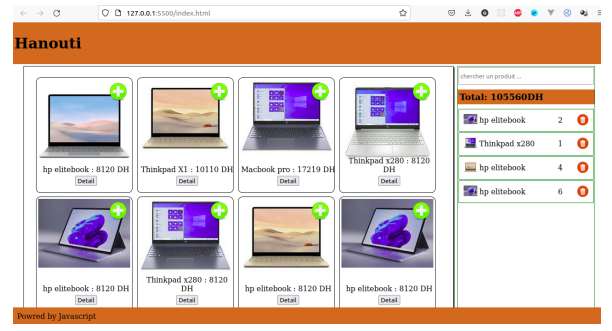 127.0.0.1:5500/index.html
Hanouti
hp elitebook : 8120 DH
Detail
Thinkpad X1 : 10110 DH
Detail
Macbook pro : 17219 DH
Detail
Thinkpad x280 : 8120
DH
Detail
hp elitebook : 8120 DH
Detail
Thinkpad x280 : 8120
DH
Detail
hp elitebook : 8120 DH
Detail
hp elitebook : 8120 DH
Detail
chercher un produit ...
Total: 105560DH
hp elitebook 2
Thinkpad x280 1
hp elitebook 4
hp elitebook 6
Powred by Javascript